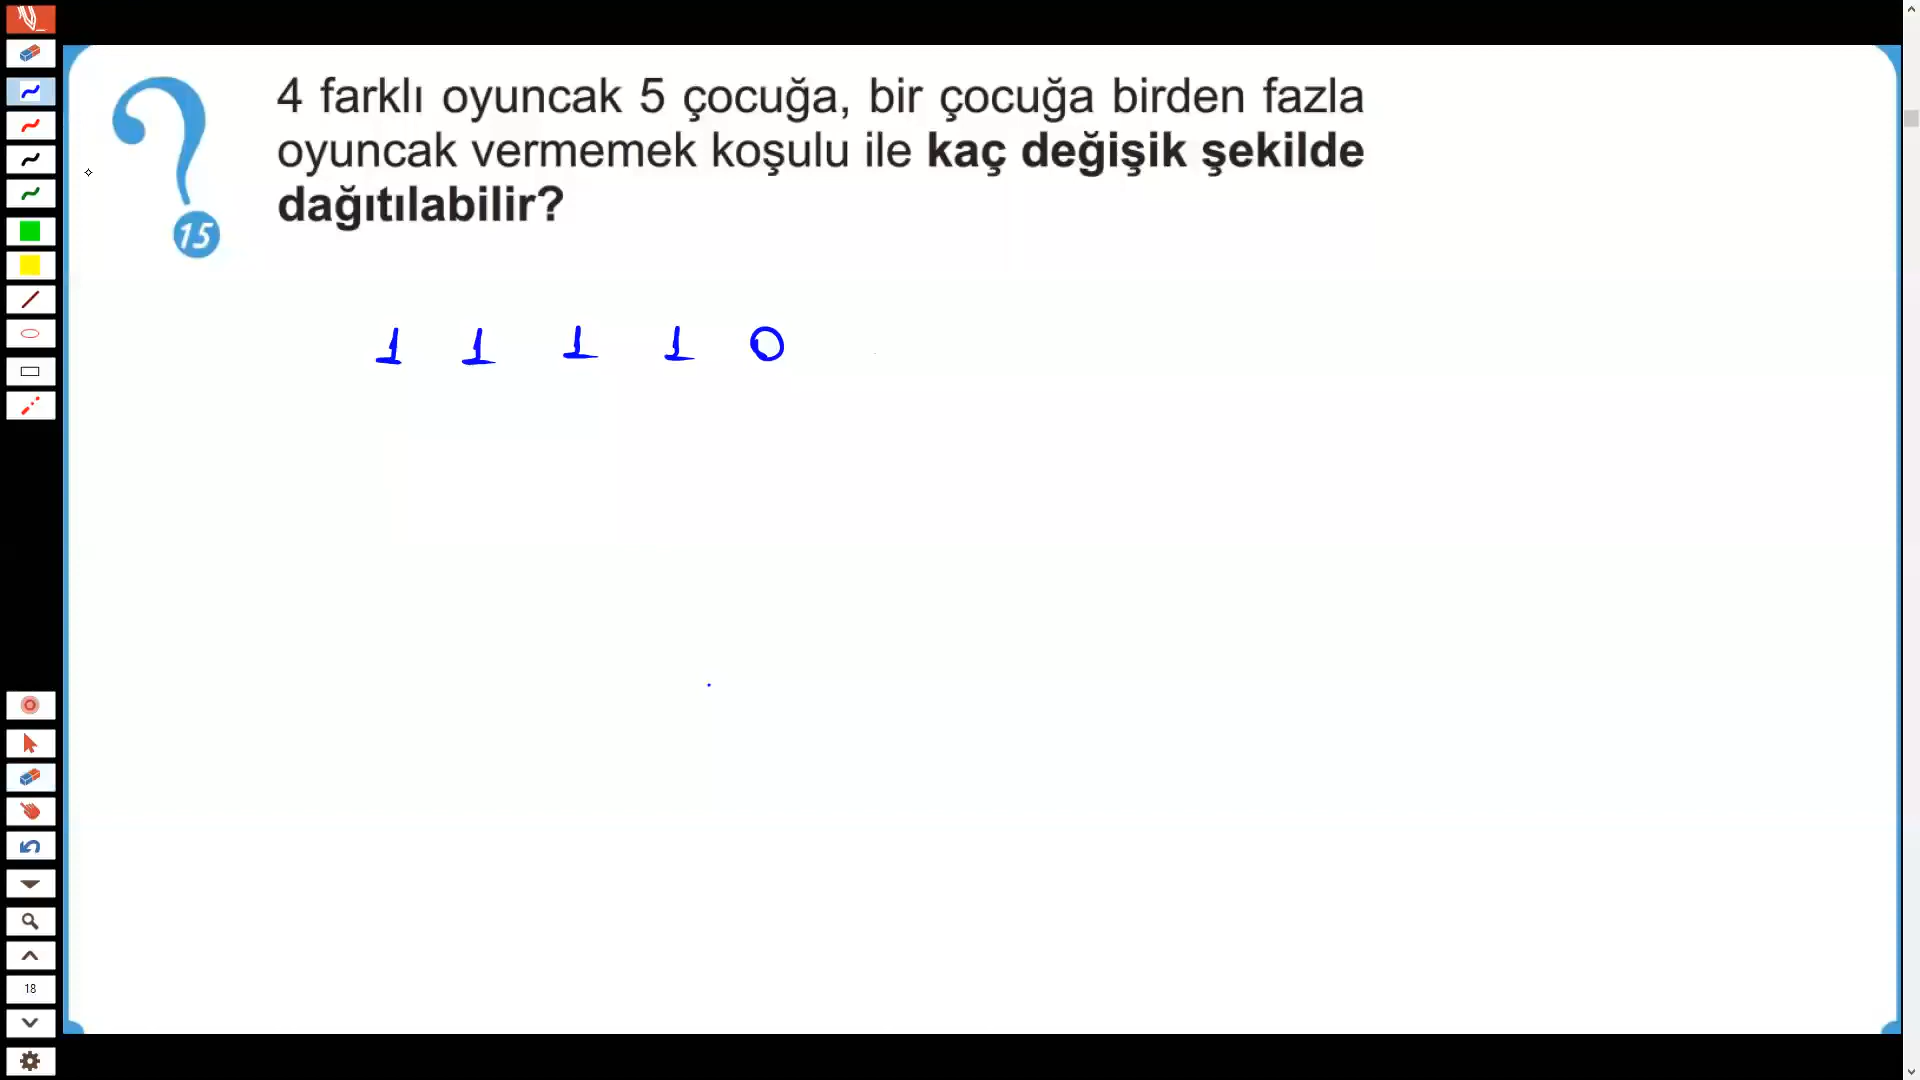 4 farklı oyuncak 5 çocuğa, bir çocuğa birden fazla
oyuncak vermemek koşulu ile kaç değişik şekilde
dağıtılabilir?
15
1 1 1 1 0
18